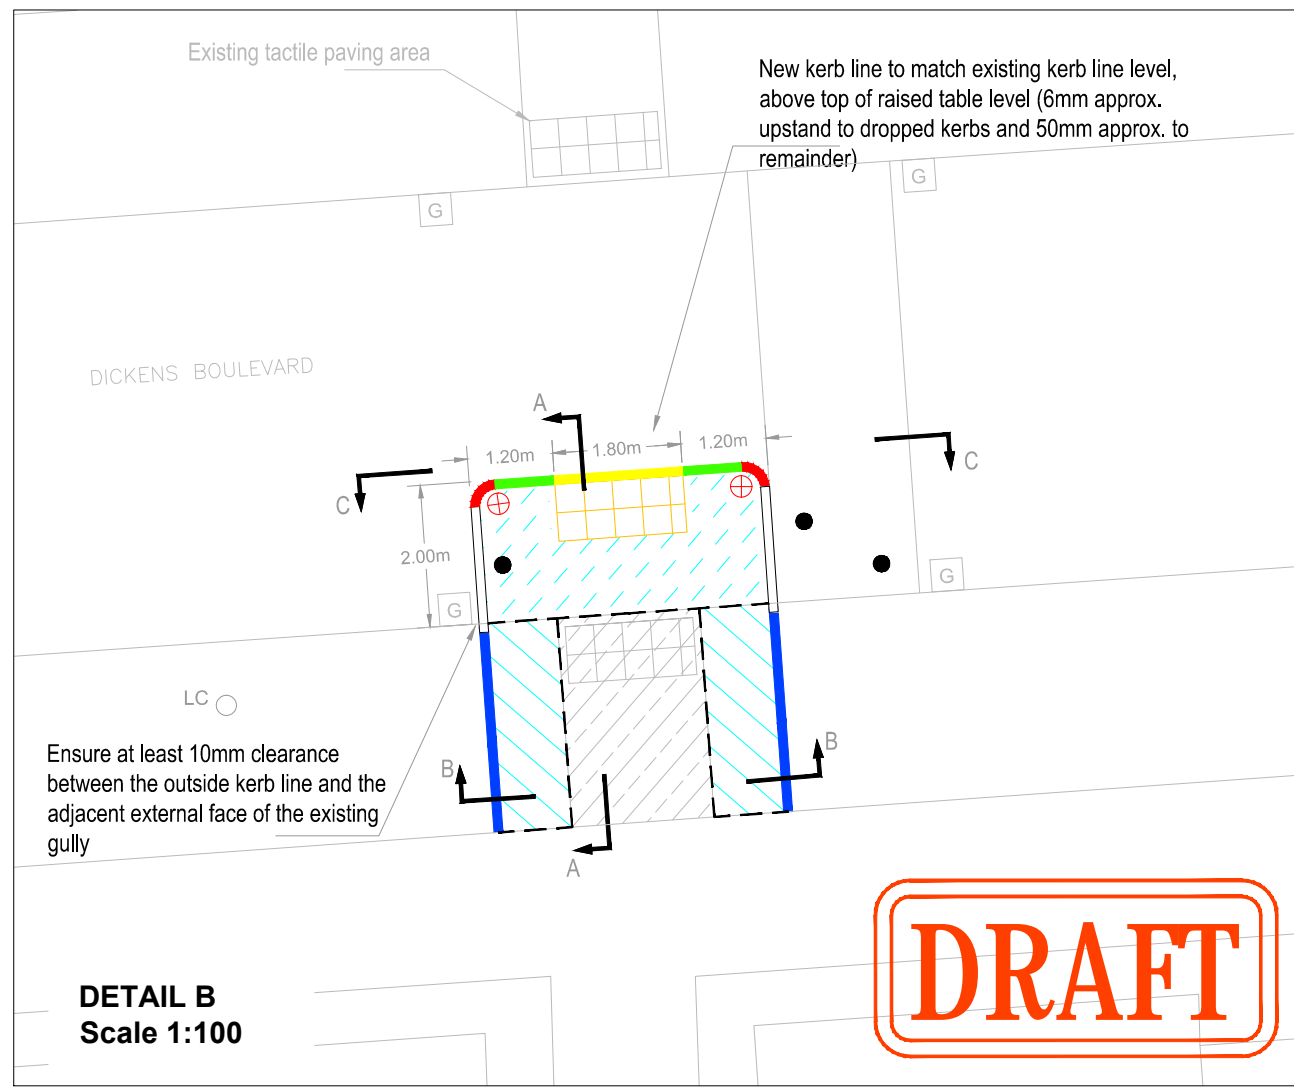 Existing tactile paving area
New kerb line to match existing kerb line level,
above top of raised table level (6mm approx.
upstand to dropped kerbs and 50mm approx. to
remainder)
G
G
DICKENS BOULEVARD
A
1.20m
1.80m
1.20m
C
C
2.00m
G
G
LC
Ensure at least 10mm clearance
between the outside kerb line and the
adjacent external face of the existing
gully
B
B
A
DETAIL B
Scale 1:100
DRAFT